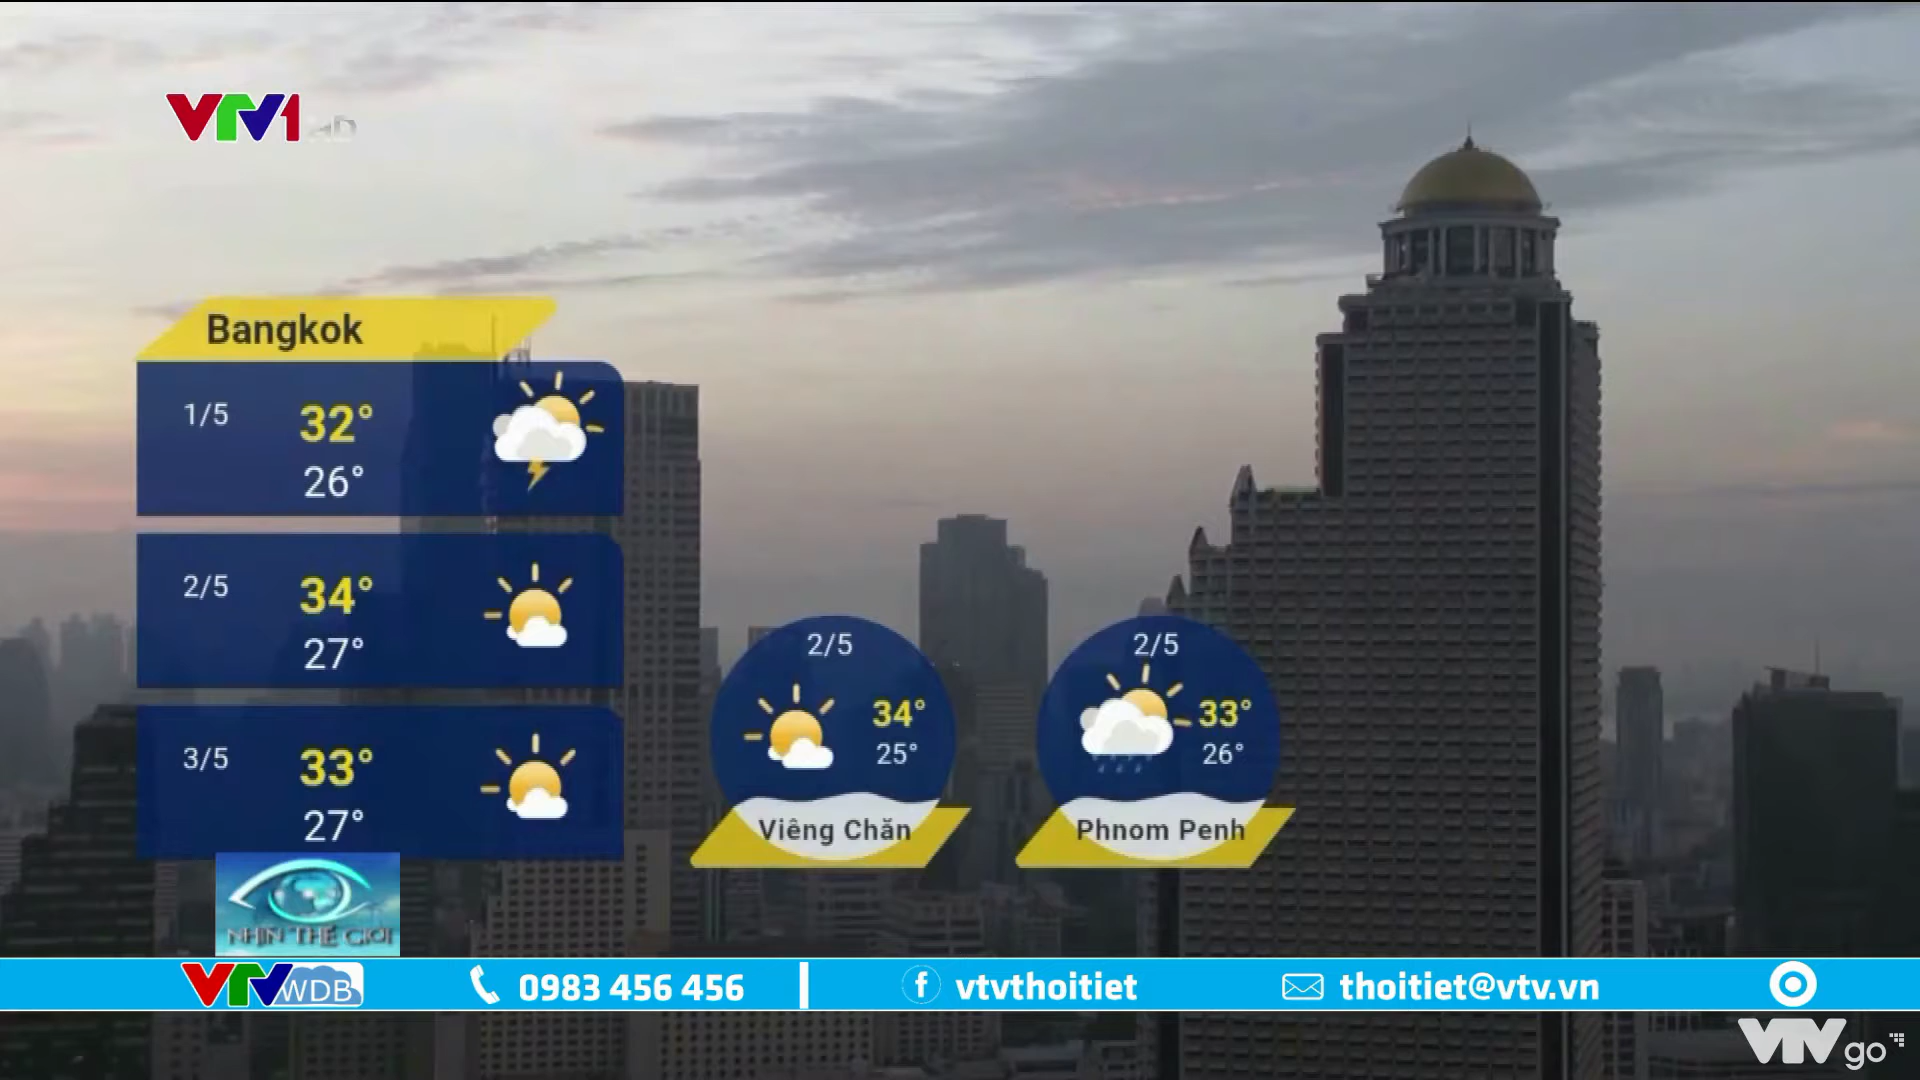 VTV1 HD
Bangkok
1/5 32° 26°
2/5 34° 27°
3/5 33° 27°
2/5
34°
25°
Viêng Chăn
2/5
33°
26°
Phnom Penh
NHÌN THẾ GIỚI
VTV WDB 0983 456 456 vtvthoitiet thoitiet@vtv.vn
VTV go